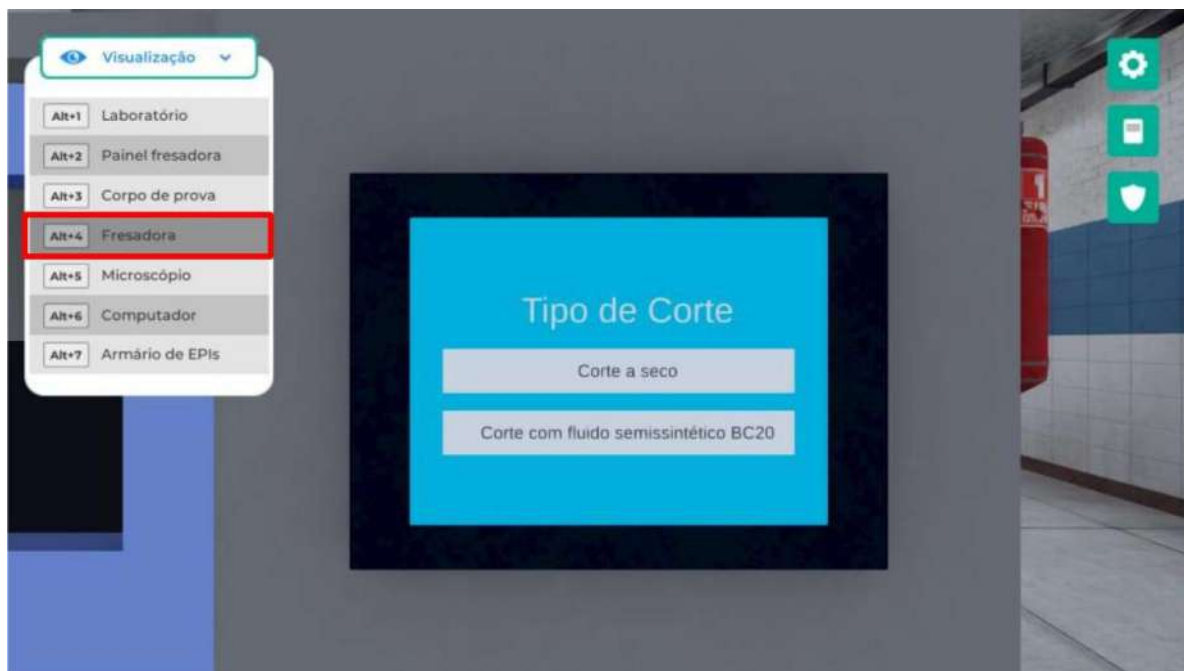 Visualização
Alt+1 Laboratório
Alt+2 Painel fresadora
Alt+3 Corpo de prova
Alt+4 Fresadora
Alt+5 Microscópio
Alt+6 Computador
Alt+7 Armário de EPIs
Tipo de Corte
Corte a seco
Corte com fluido semissintético BC20
1